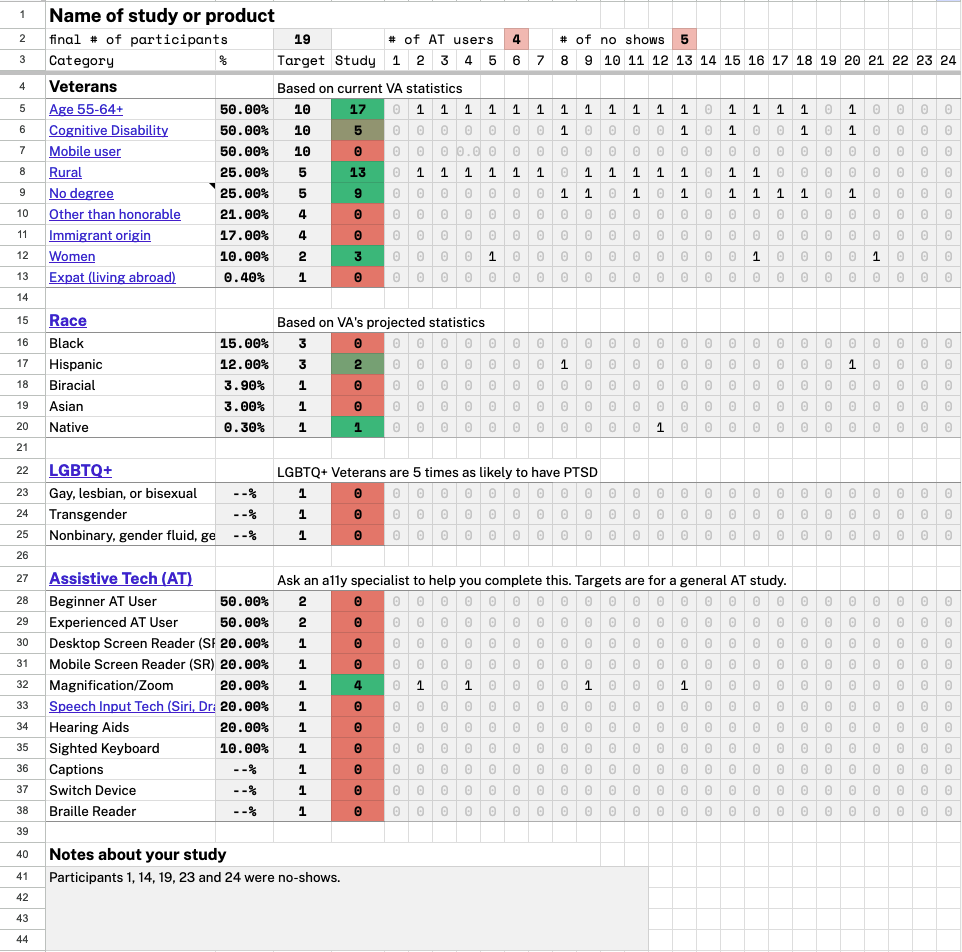 1 Name of study or product
2 final # of participants 19 # of AT users 4 # of no shows 5
3 Category % Target Study 1 2 3 4 5 6 7 8 9 10 11 12 13 14 15 16 17 18 19 20 21 22 23 24
4 Veterans Based on current VA statistics
5 Age 55-64+ 50.00% 10 17 0 1 1 1 1 1 1 1 1 1 1 1 1 0 1 1 1 1 0 1 0 0 0 0
6 Cognitive Disability 50.00% 10 5 0 0 0 0 0 0 0 1 0 0 0 0 1 0 1 0 0 1 0 1 0 0 0 0
7 Mobile user 50.00% 10 0 0 0 0 0.0 0 0 0 0 0 0 0 0 0 0 0 0 0 0 0 0 0 0 0 0
8 Rural 25.00% 5 13 0 1 1 1 1 1 1 0 1 1 1 1 1 0 1 1 0 0 0 0 0 0 0 0
9 No degree 25.00% 5 9 0 0 0 0 0 0 0 1 1 0 1 0 1 0 1 1 1 1 0 1 0 0 0 0
10 Other than honorable 21.00% 4 0 0 0 0 0 0 0 0 0 0 0 0 0 0 0 0 0 0 0 0 0 0 0 0 0
11 Immigrant origin 17.00% 4 0 0 0 0 0 0 0 0 0 0 0 0 0 0 0 0 0 0 0 0 0 0 0 0 0
12 Women 10.00% 2 3 0 0 0 0 1 0 0 0 0 0 0 0 0 0 0 1 0 0 0 0 1 0 0 0
13 Expat (living abroad) 0.40% 1 0 0 0 0 0 0 0 0 0 0 0 0 0 0 0 0 0 0 0 0 0 0 0 0 0
14
15 Race Based on VA's projected statistics
16 Black 15.00% 3 0 0 0 0 0 0 0 0 0 0 0 0 0 0 0 0 0 0 0 0 0 0 0 0 0
17 Hispanic 12.00% 3 2 0 0 0 0 0 0 0 1 0 0 0 0 0 0 0 0 0 0 0 1 0 0 0 0
18 Biracial 3.90% 1 0 0 0 0 0 0 0 0 0 0 0 0 0 0 0 0 0 0 0 0 0 0 0 0 0
19 Asian 3.00% 1 0 0 0 0 0 0 0 0 0 0 0 0 0 0 0 0 0 0 0 0 0 0 0 0 0
20 Native 0.30% 1 1 0 0 0 0 0 0 0 0 0 0 0 1 0 0 0 0 0 0 0 0 0 0 0 0
21
22 LGBTQ+ LGBTQ+ Veterans are 5 times as likely to have PTSD
23 Gay, lesbian, or bisexual --% 1 0 0 0 0 0 0 0 0 0 0 0 0 0 0 0 0 0 0 0 0 0 0 0 0 0
24 Transgender --% 1 0 0 0 0 0 0 0 0 0 0 0 0 0 0 0 0 0 0 0 0 0 0 0 0 0
25 Nonbinary, gender fluid, ge --% 1 0 0 0 0 0 0 0 0 0 0 0 0 0 0 0 0 0 0 0 0 0 0 0 0 0
26
27 Assistive Tech (AT) Ask an a11y specialist to help you complete this. Targets are for a general AT study.
28 Beginner AT User 50.00% 2 0 0 0 0 0 0 0 0 0 0 0 0 0 0 0 0 0 0 0 0 0 0 0 0 0
29 Experienced AT User 50.00% 2 0 0 0 0 0 0 0 0 0 0 0 0 0 0 0 0 0 0 0 0 0 0 0 0 0
30 Desktop Screen Reader (SR 20.00% 1 0 0 0 0 0 0 0 0 0 0 0 0 0 0 0 0 0 0 0 0 0 0 0 0 0
31 Mobile Screen Reader (SR) 20.00% 1 0 0 0 0 0 0 0 0 0 0 0 0 0 0 0 0 0 0 0 0 0 0 0 0 0
32 Magnification/Zoom 20.00% 1 4 0 1 0 1 0 0 0 0 1 0 0 0 1 0 0 0 0 0 0 0 0 0 0 0
33 Speech Input Tech (Siri, Dra 20.00% 1 0 0 0 0 0 0 0 0 0 0 0 0 0 0 0 0 0 0 0 0 0 0 0 0 0
34 Hearing Aids 20.00% 1 0 0 0 0 0 0 0 0 0 0 0 0 0 0 0 0 0 0 0 0 0 0 0 0 0
35 Sighted Keyboard 10.00% 1 0 0 0 0 0 0 0 0 0 0 0 0 0 0 0 0 0 0 0 0 0 0 0 0 0
36 Captions --% 1 0 0 0 0 0 0 0 0 0 0 0 0 0 0 0 0 0 0 0 0 0 0 0 0 0
37 Switch Device --% 1 0 0 0 0 0 0 0 0 0 0 0 0 0 0 0 0 0 0 0 0 0 0 0 0 0
38 Braille Reader --% 1 0 0 0 0 0 0 0 0 0 0 0 0 0 0 0 0 0 0 0 0 0 0 0 0 0
39
40 Notes about your study
41 Participants 1, 14, 19, 23 and 24 were no-shows.
42
43
44